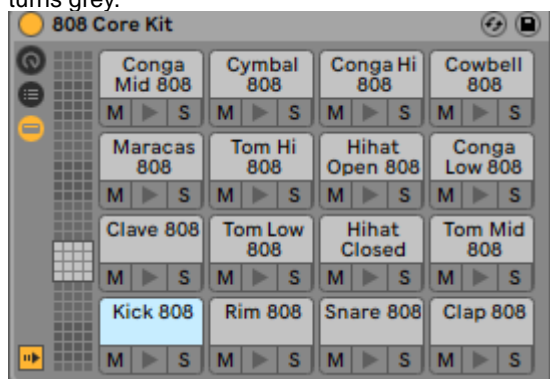 turns grey.
808 Core Kit
Conga Mid 808
Cymbal 808
Conga Hi 808
Cowbell 808
M S M S M S M S
Maracas 808
Tom Hi 808
Hihat Open 808
Conga Low 808
M S M S M S M S
Clave 808
Tom Low 808
Hihat Closed
Tom Mid 808
M S M S M S M S
Kick 808
Rim 808
Snare 808
Clap 808
M S M S M S M S